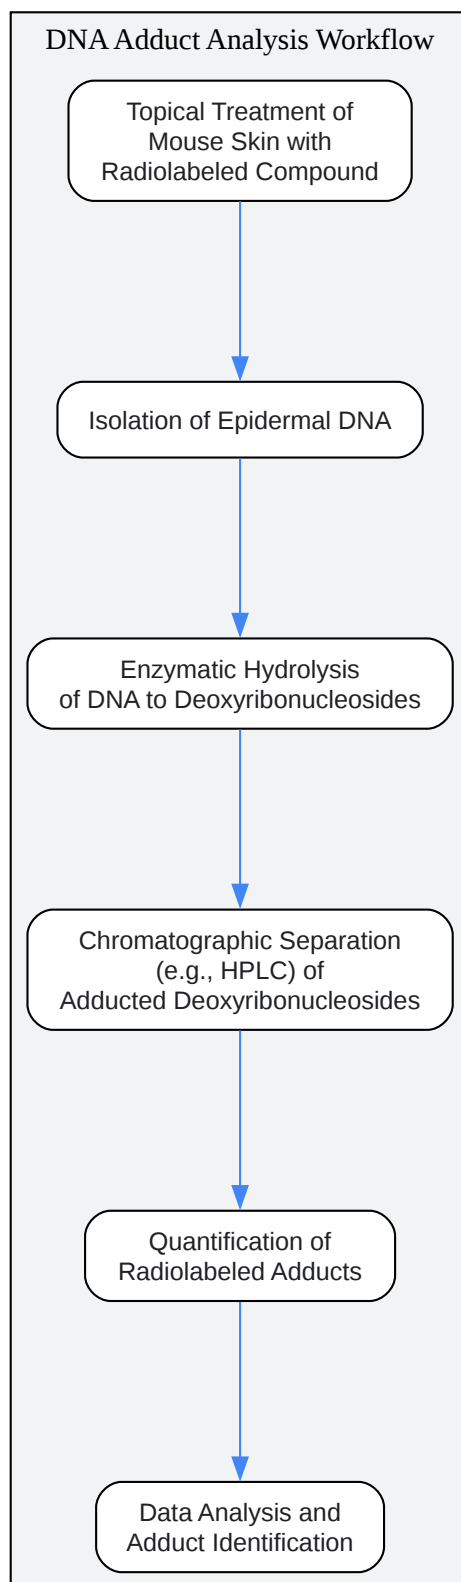 DNA Adduct Analysis Workflow
Topical Treatment of
Mouse Skin with
Radiolabeled Compound
Isolation of Epidermal DNA
Enzymatic Hydrolysis
of DNA to Deoxyribonucleosides
Chromatographic Separation
(e.g., HPLC) of
Adducted Deoxyribonucleosides
Quantification of
Radiolabeled Adducts
Data Analysis and
Adduct Identification